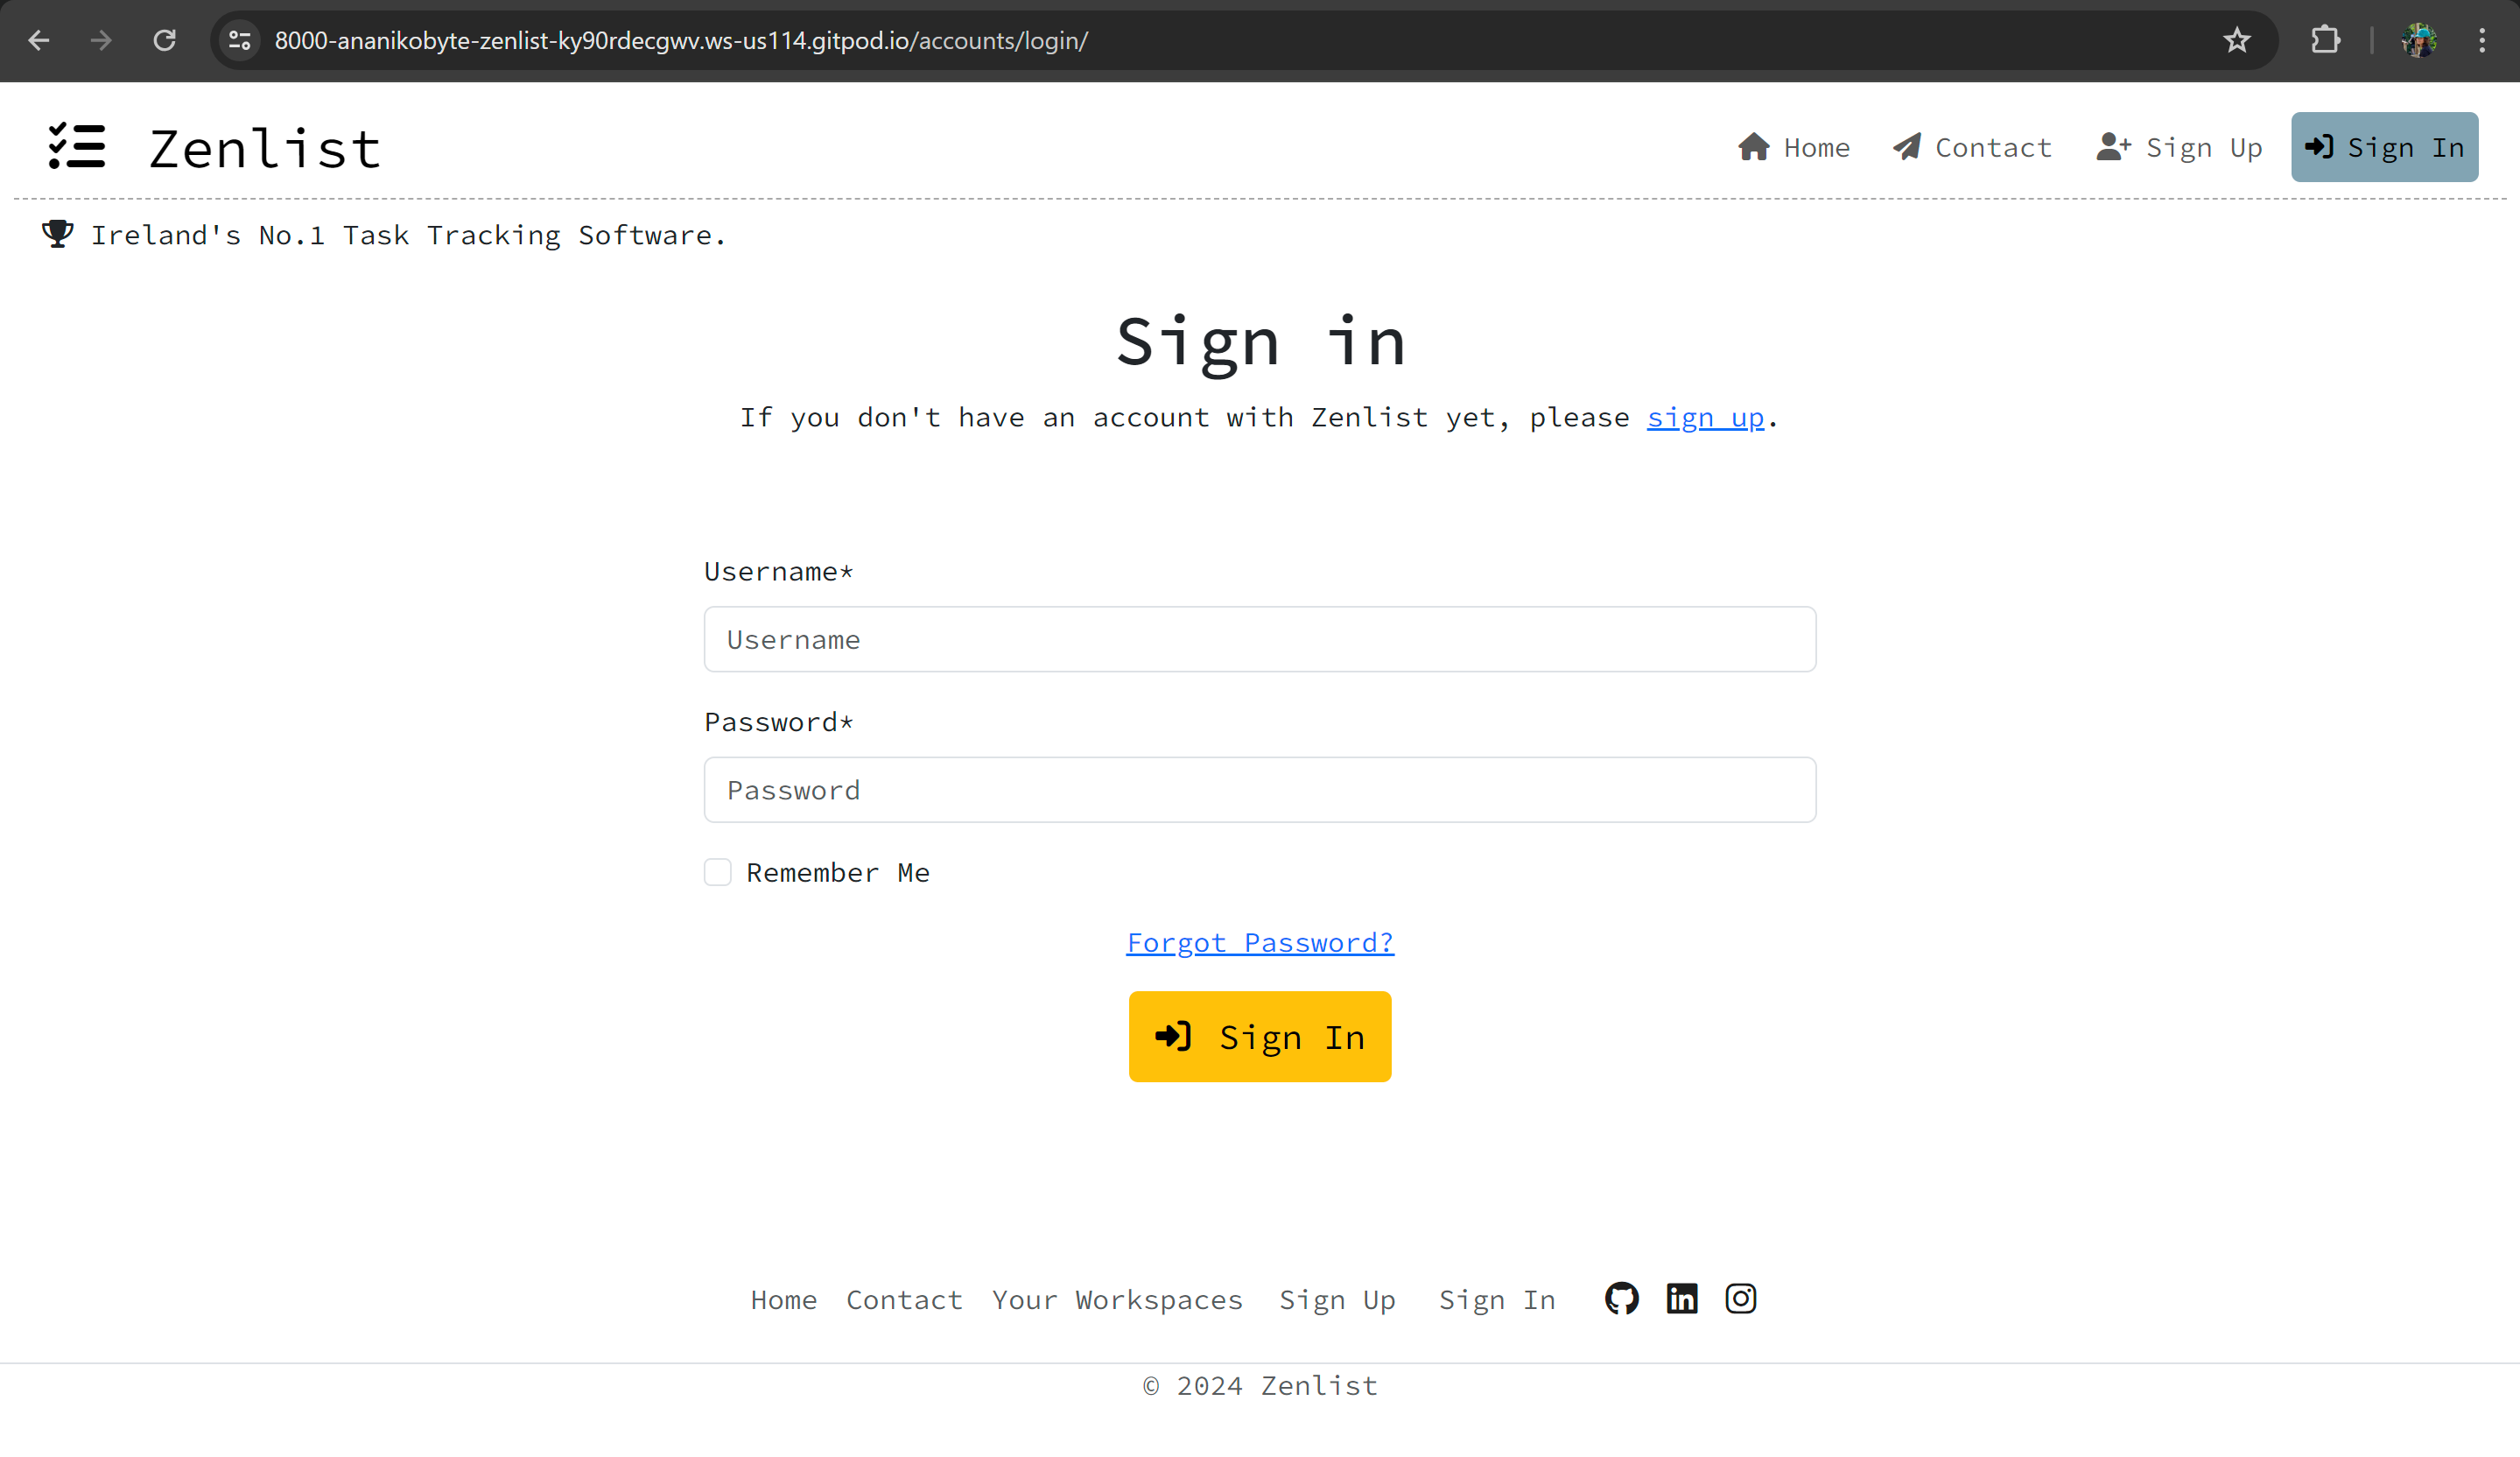 8000-ananikobyte-zenlist-ky90rdecgwv.ws-us114.gitpod.io/accounts/login/
Zenlist Home Contact Sign Up Sign In
Ireland's No.1 Task Tracking Software.
Sign in
If you don't have an account with Zenlist yet, please sign up.
Username*
Username
Password*
Password
Remember Me
Forgot Password?
Sign In
Home Contact Your Workspaces Sign Up Sign In
© 2024 Zenlist